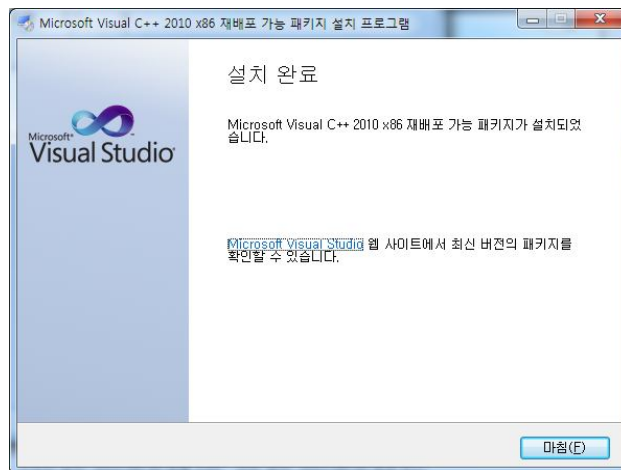 Microsoft Visual C++ 2010 x86 재배포 가능 패키지 설치 프로그램
설치 완료
Microsoft Visual C++ 2010 x86 재배포 가능 패키지가 설치되었
습니다.
Microsoft
Visual Studio
Microsoft Visual Studio 웹 사이트에서 최신 버전의 패키지를
확인할 수 있습니다.
마침(F)